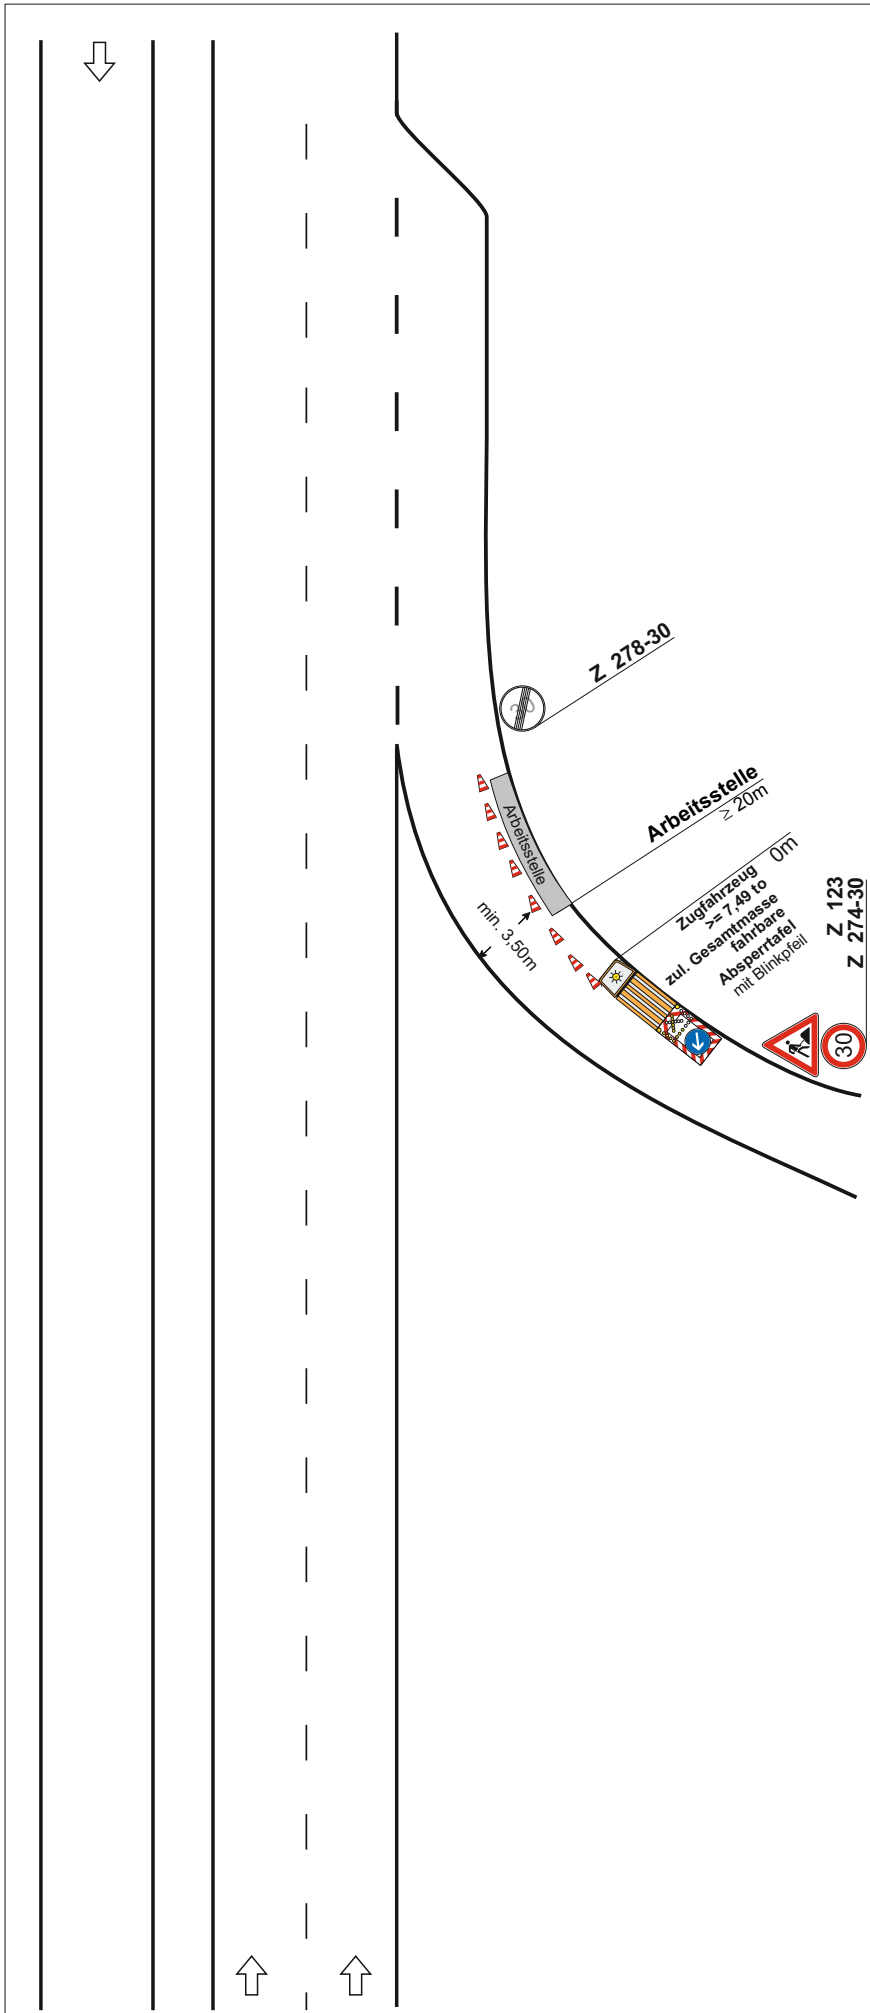 Z 278-30
30
Arbeitsstelle
≥ 20m
Arbeitsstelle
0m
Zugfahrzeug
>= 7,49 to
zul. Gesamtmasse
fahrbare
Absperrtafel
mit Blinkpfeil
Z 123
Z 274-30
min. 3,50m
30